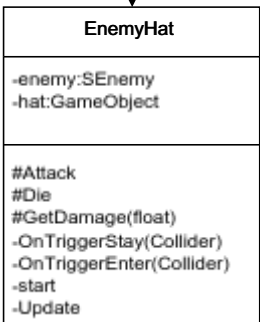 EnemyHat
-enemy:SEnemy
-hat:GameObject
#Attack
#Die
#GetDamage(float)
-OnTriggerStay(Collider)
-OnTriggerEnter(Collider)
-start
-Update